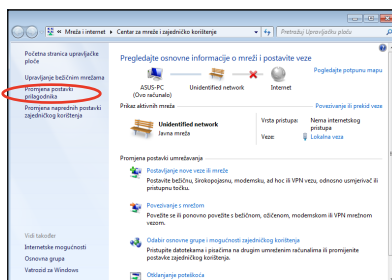 « Mreža i internet ▸ Centar za mreže i zajedničko korištenje
Pretražuj Upravljačku ploču
Početna stranica upravljačke
ploče
Upravljanje bežičnim mrežama
Promjena postavki
prilagodnika
Promjena naprednih postavki
zajedničkog korištenja
Pregledajte osnovne informacije o mreži i postavite veze
Pogledajte potpunu mapu
ASUS-PC
(Ovo računalo)
Unidentified network
Internet
Prikaz aktivnih mreža
Povezivanje ili prekid veze
Unidentified network
Javna mreža
Vrsta pristupa: Nema internetskog
pristupa
Veze: Lokalna veza
Promjena postavki umrežavanja
Postavljanje nove veze ili mreže
Postavite bežičnu, širokopojasnu, modemsku, ad hoc ili VPN vezu, odnosno usmjerivač ili
pristupnu točku.
Povezivanje s mrežom
Povežite se ili ponovno povežite s bežičnom, ožičenom, modemskom ili VPN mrežnom
vezom.
Odabir osnovne grupe i mogućnosti zajedničkog korištenja
Pristupite datotekama i pisačima na drugim umreženim računalima ili promijenite
postavke zajedničkog korištenja.
Otklanjanje poteškoća
Vidi također
Internetske mogućnosti
Osnovna grupa
Vatrozid za Windows